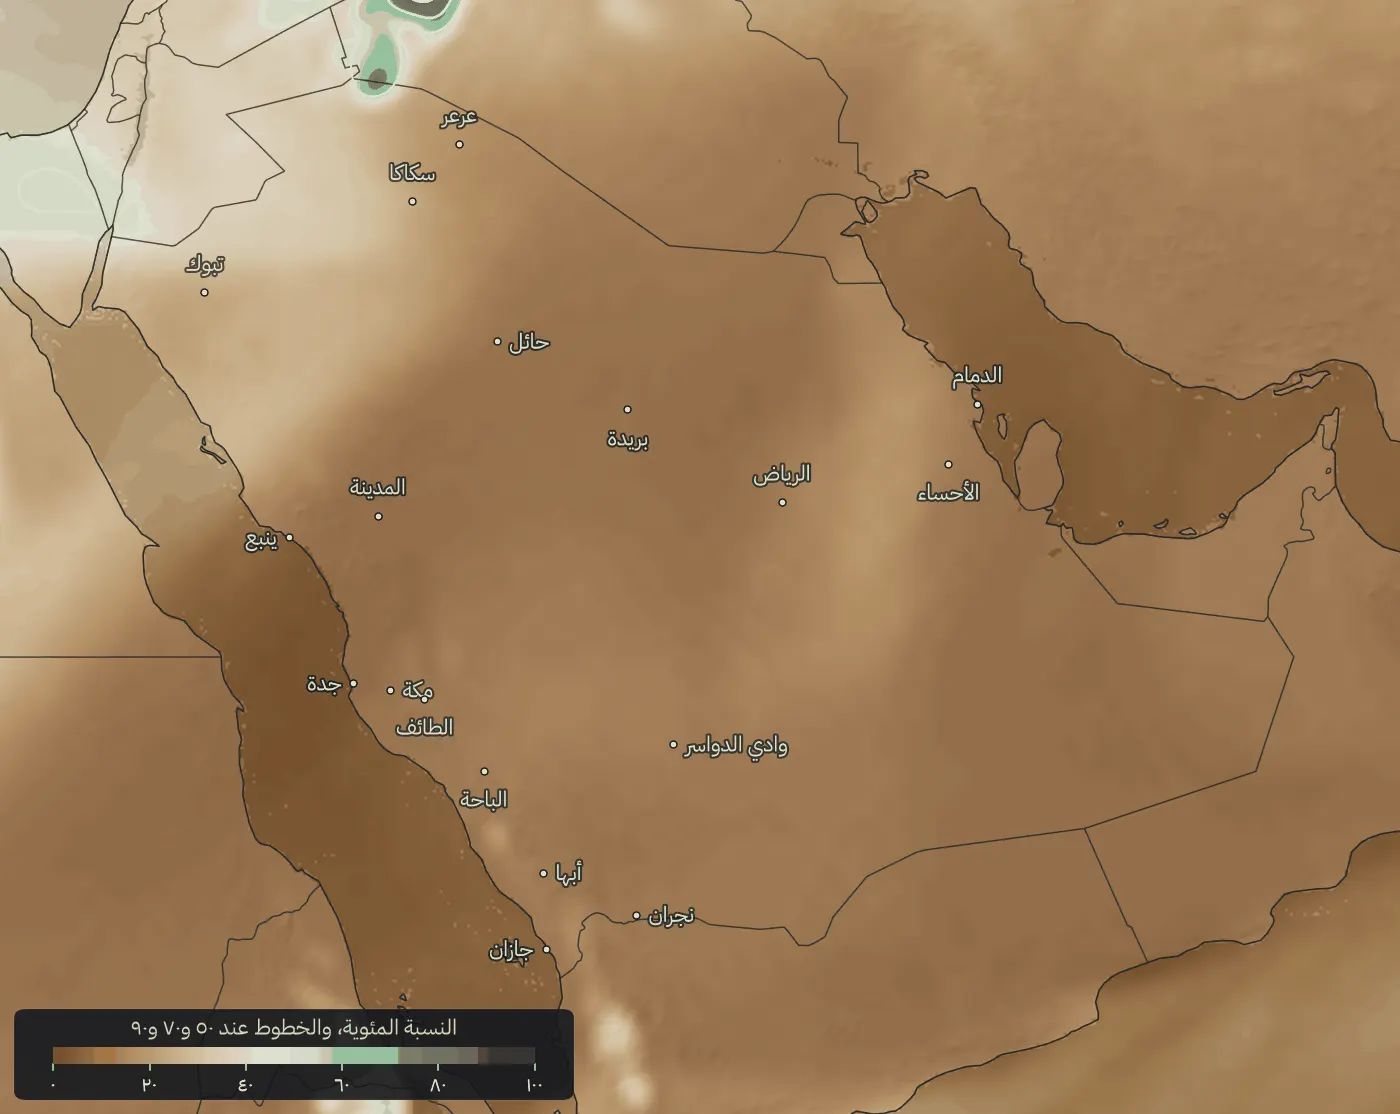 عرعر
سكاكا
تبوك
حائل
الدمام
بريدة
الرياض
الأحساء
المدينة
ينبع
جدة
مكة
الطائف
وادي الدواسر
الباحة
أبها
نجران
جازان
النسبة المئوية، والخطوط عند ٥٠ و٧٠ و٩٠
٠ ٢٠ ٤٠ ٦٠ ٨٠ ١٠٠